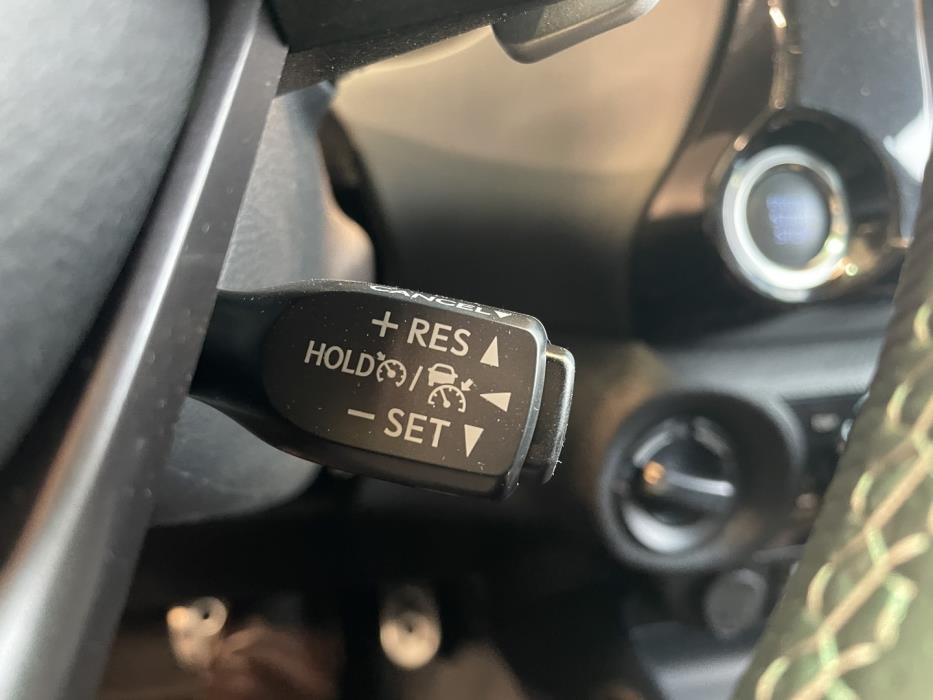 CANCEL▼
+ RES ▲
HOLD / ◀
– SET ▼